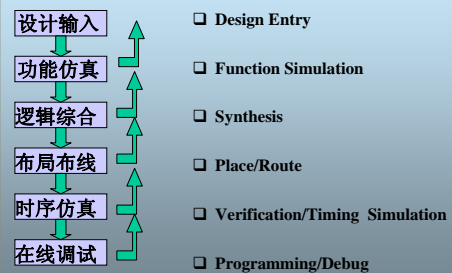 设计输入
功能仿真
逻辑综合
布局布线
时序仿真
在线调试
Design Entry
Function Simulation
Synthesis
Place/Route
Verification/Timing Simulation
Programming/Debug